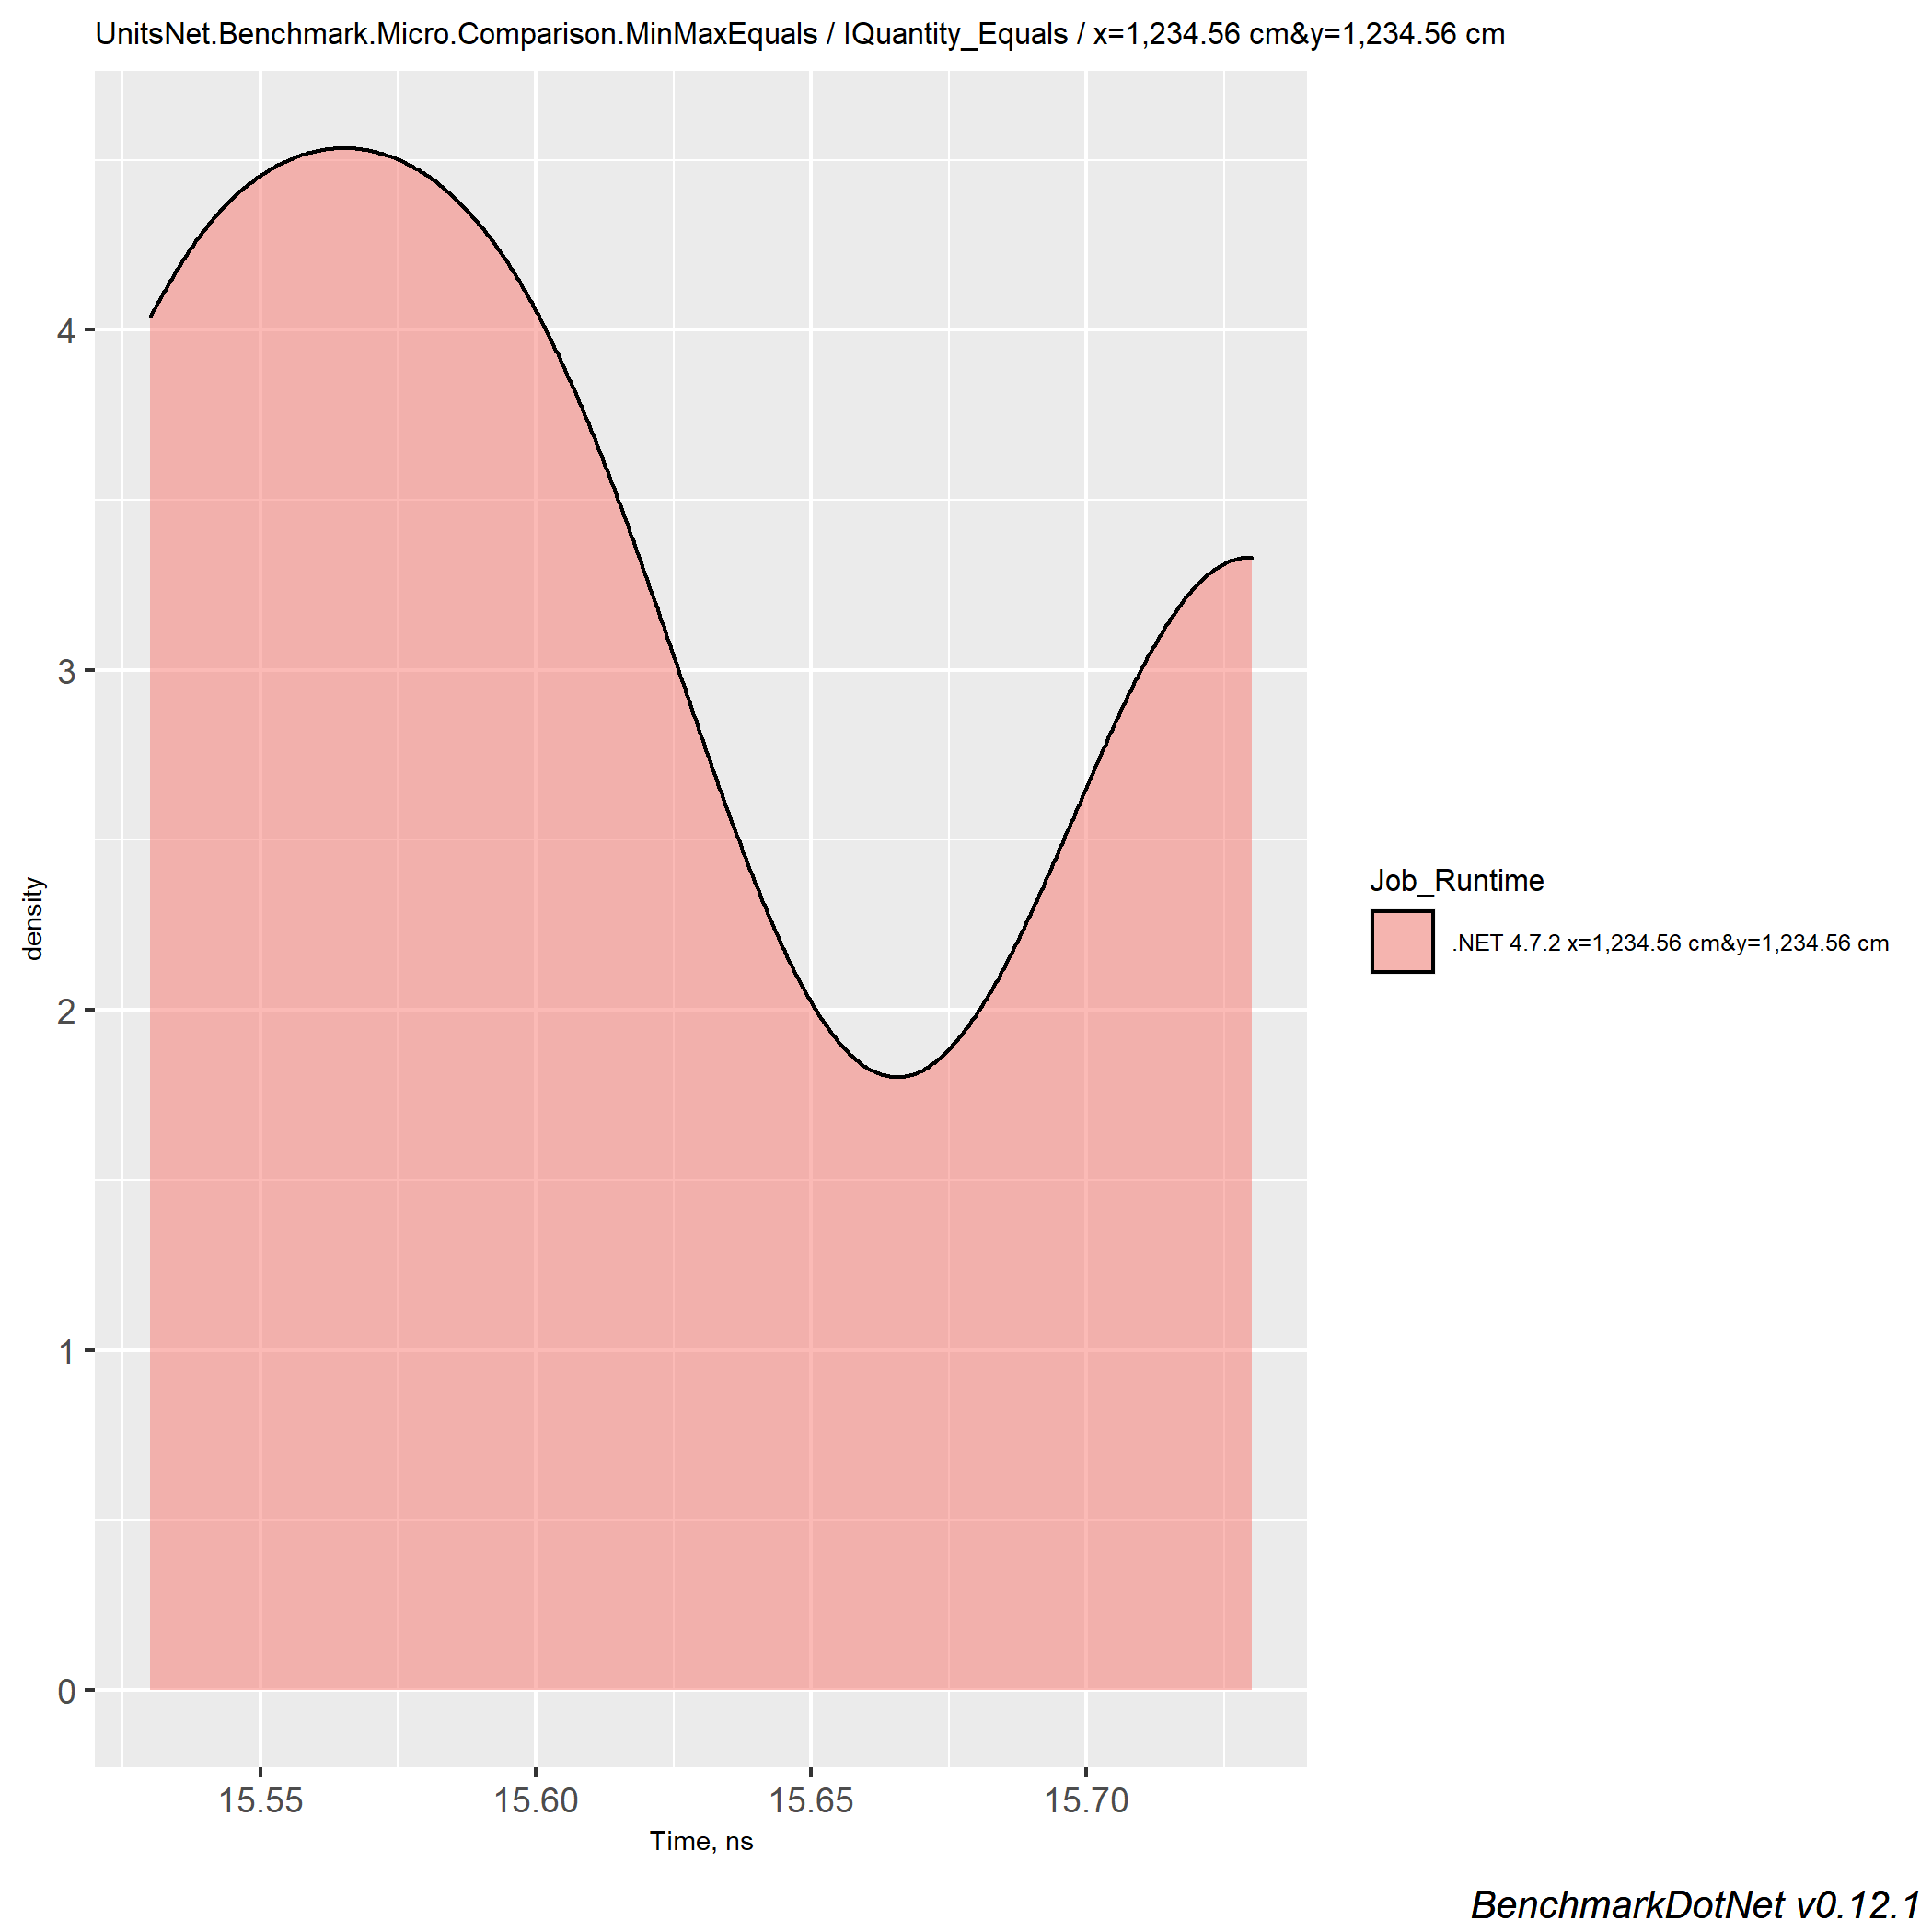 UnitsNet.Benchmark.Micro.Comparison.MinMaxEquals / IQuantity_Equals / x=1,234.56 cm&y=1,234.56 cm
density
4
3
2
1
0
15.55 15.60 15.65 15.70
Time, ns
Job_Runtime
.NET 4.7.2 x=1,234.56 cm&y=1,234.56 cm
BenchmarkDotNet v0.12.1